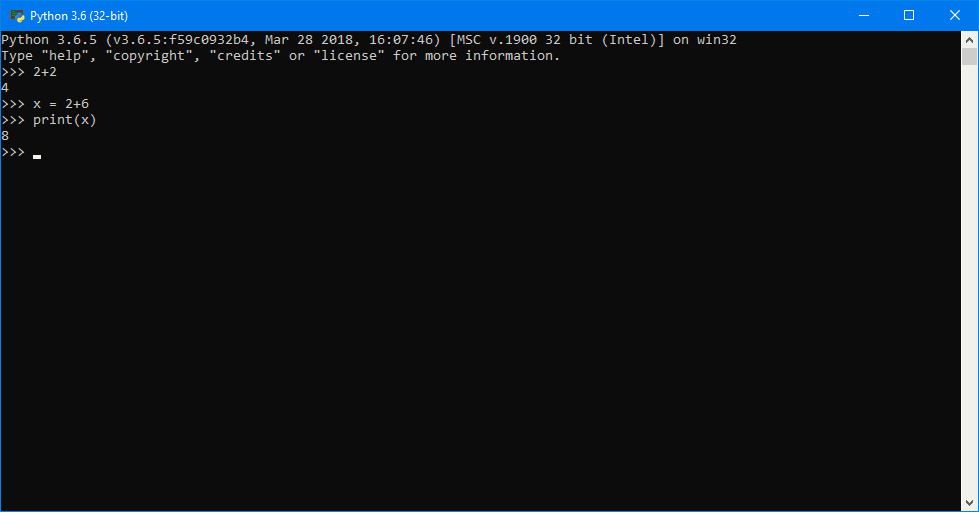 Python 3.6 (32-bit)
Python 3.6.5 (v3.6.5:f59c0932b4, Mar 28 2018, 16:07:46) [MSC v.1900 32 bit (Intel)] on win32
Type "help", "copyright", "credits" or "license" for more information.
>>> 2+2
4
>>> x = 2+6
>>> print(x)
8
>>>